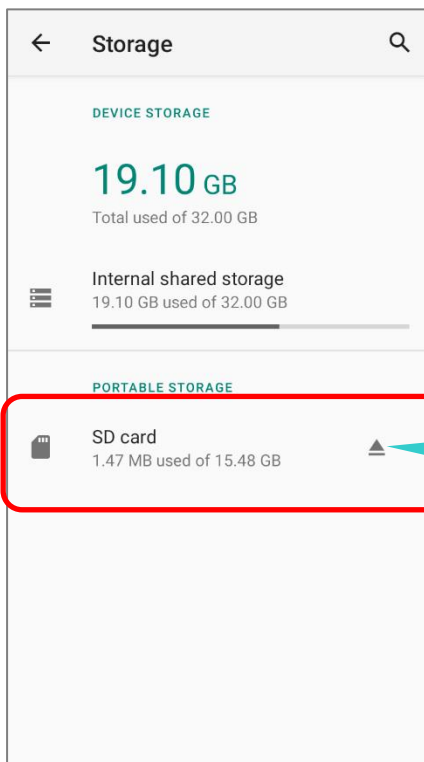 Storage
DEVICE STORAGE
19.10 GB
Total used of 32.00 GB
Internal shared storage
19.10 GB used of 32.00 GB
PORTABLE STORAGE
SD card
1.47 MB used of 15.48 GB